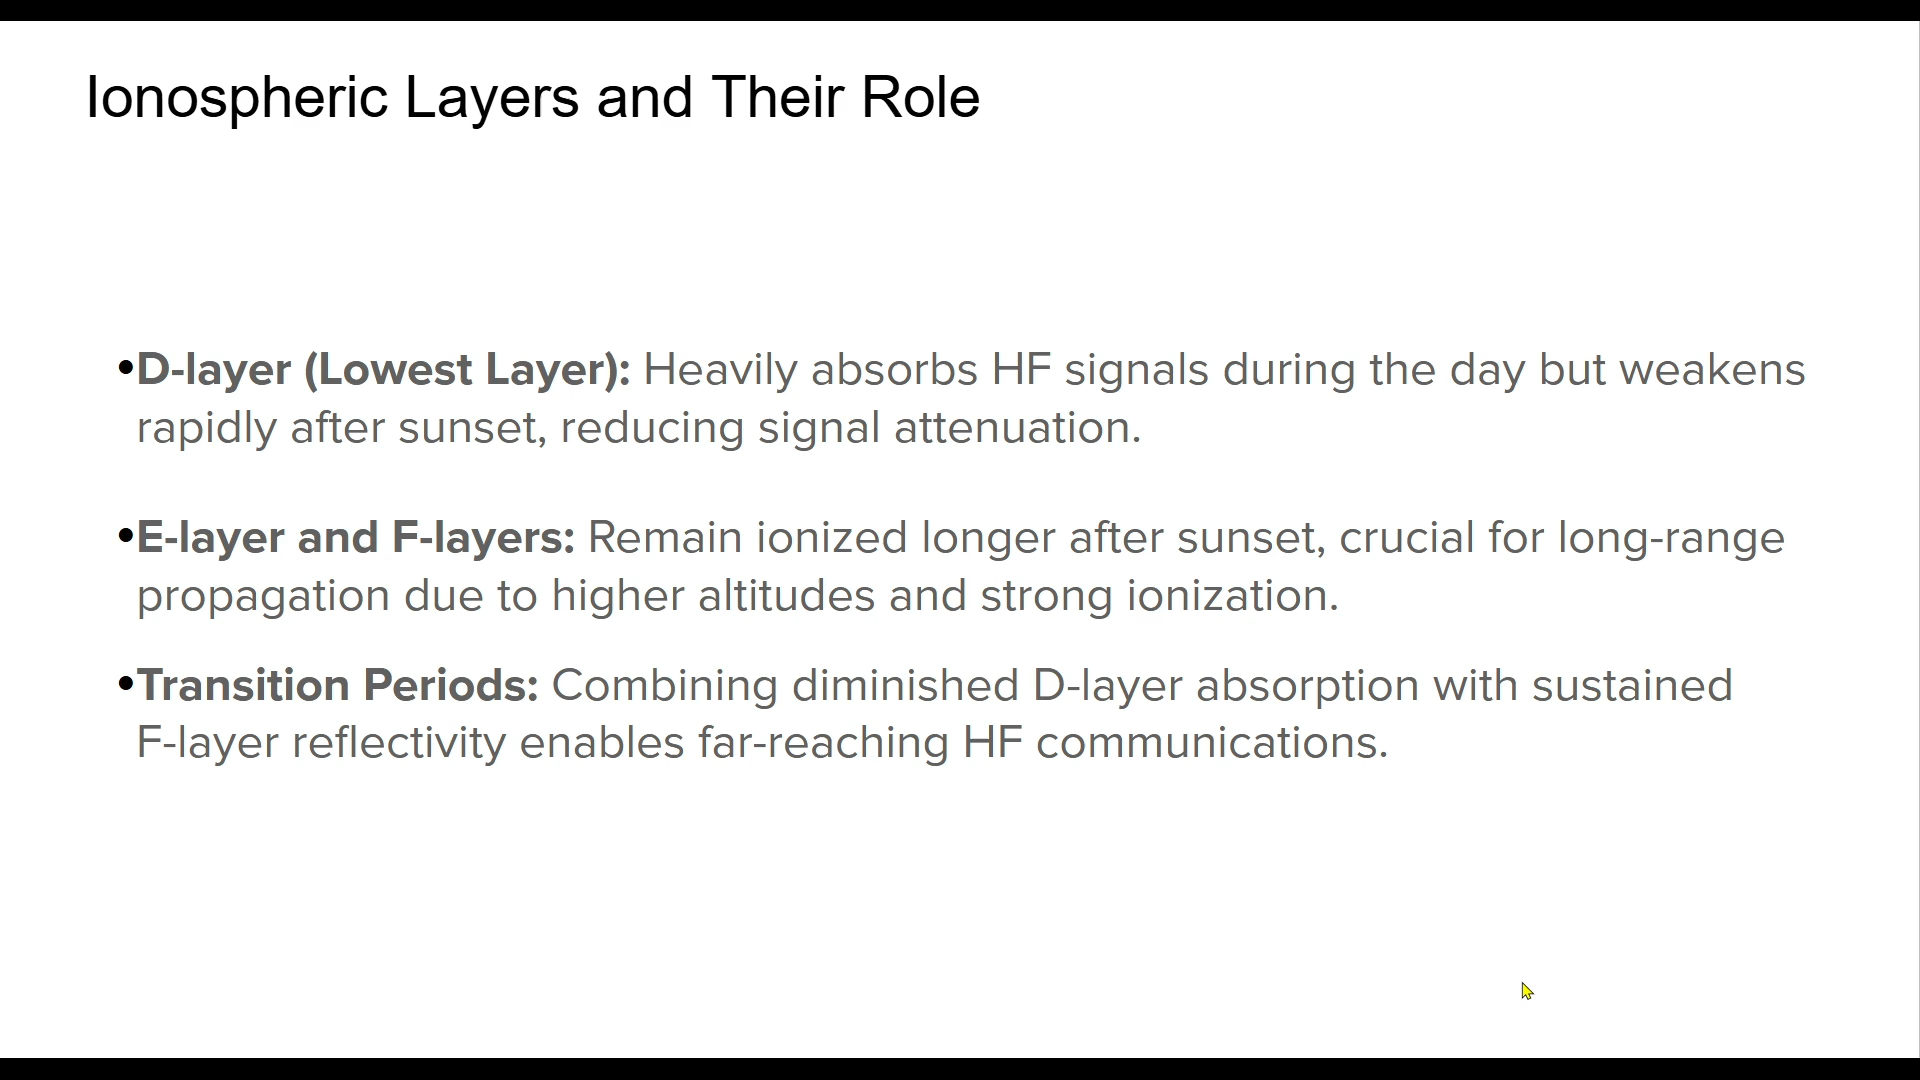 Ionospheric Layers and Their Role
•D-layer (Lowest Layer): Heavily absorbs HF signals during the day but weakens
rapidly after sunset, reducing signal attenuation.
•E-layer and F-layers: Remain ionized longer after sunset, crucial for long-range
propagation due to higher altitudes and strong ionization.
•Transition Periods: Combining diminished D-layer absorption with sustained
F-layer reflectivity enables far-reaching HF communications.